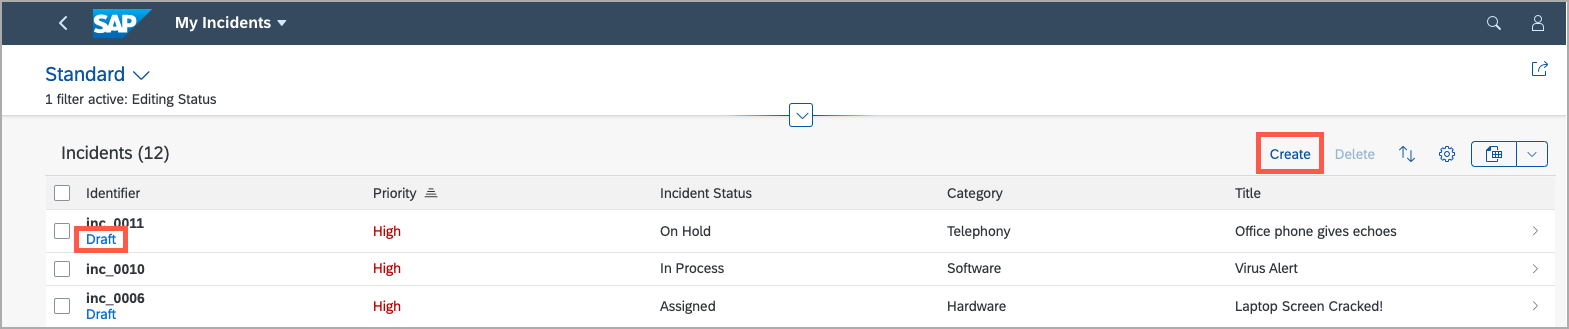 SAP My Incidents
Standard
1 filter active: Editing Status
Incidents (12) Create Delete
Identifier Priority Incident Status Category Title
inc_0011 High On Hold Telephony Office phone gives echoes
Draft
inc_0010 High In Process Software Virus Alert
inc_0006 High Assigned Hardware Laptop Screen Cracked!
Draft